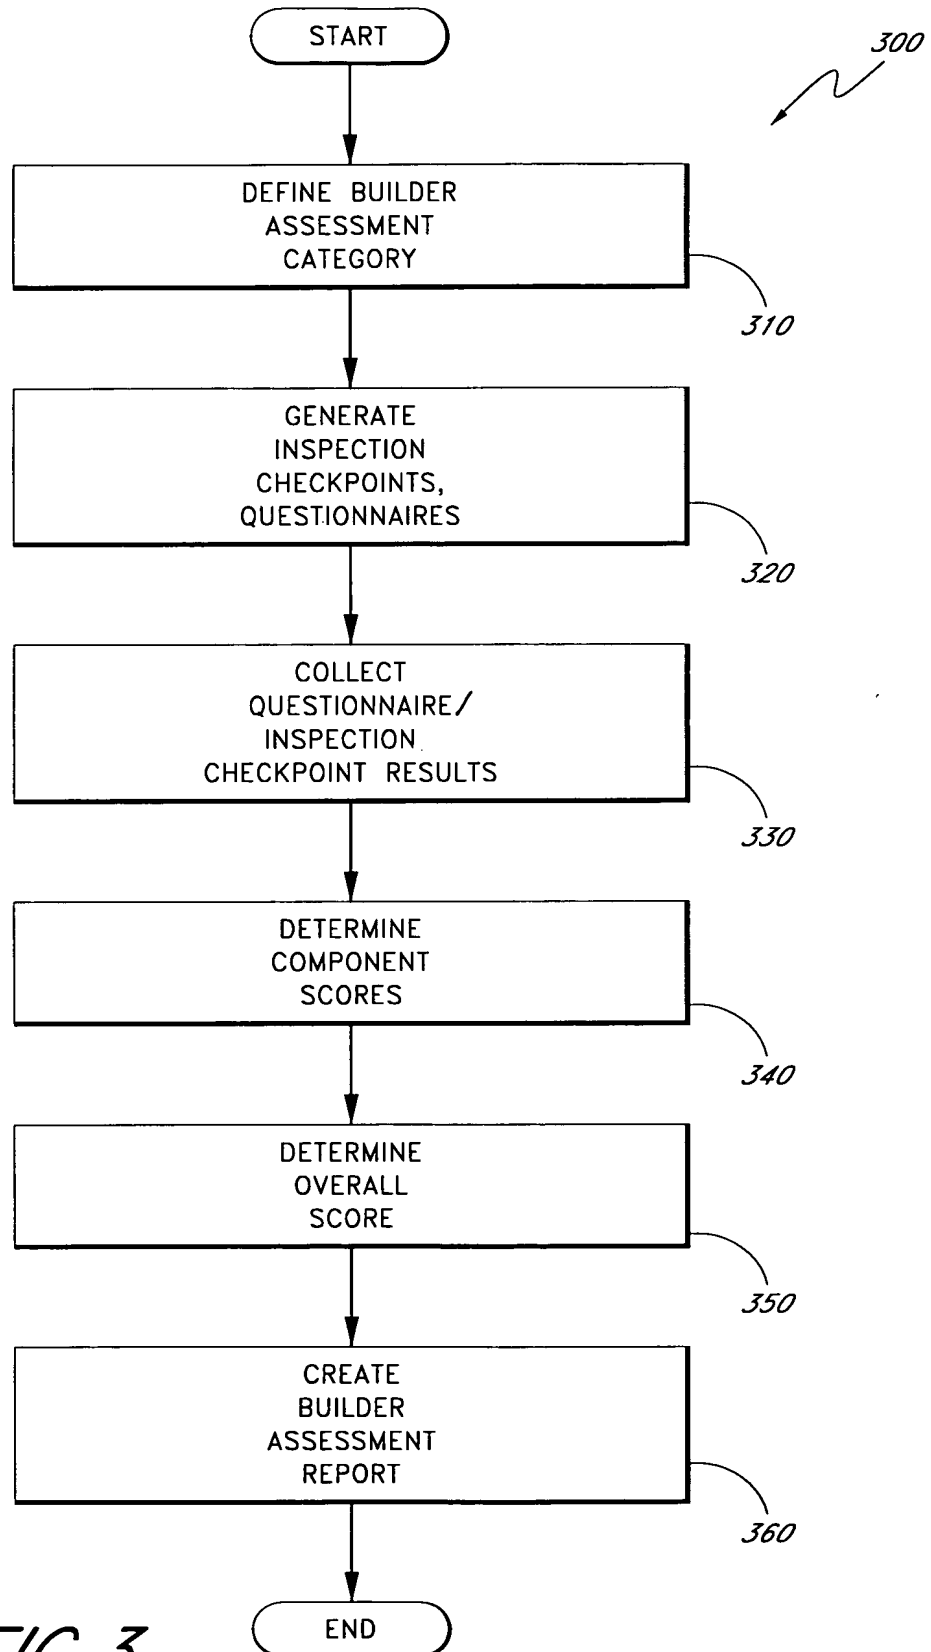 START
300
DEFINE BUILDER
ASSESSMENT
CATEGORY
310
GENERATE
INSPECTION
CHECKPOINTS,
QUESTIONNAIRES
320
COLLECT
QUESTIONNAIRE/
INSPECTION
CHECKPOINT RESULTS
330
DETERMINE
COMPONENT
SCORES
340
DETERMINE
OVERALL
SCORE
350
CREATE
BUILDER
ASSESSMENT
REPORT
360
END